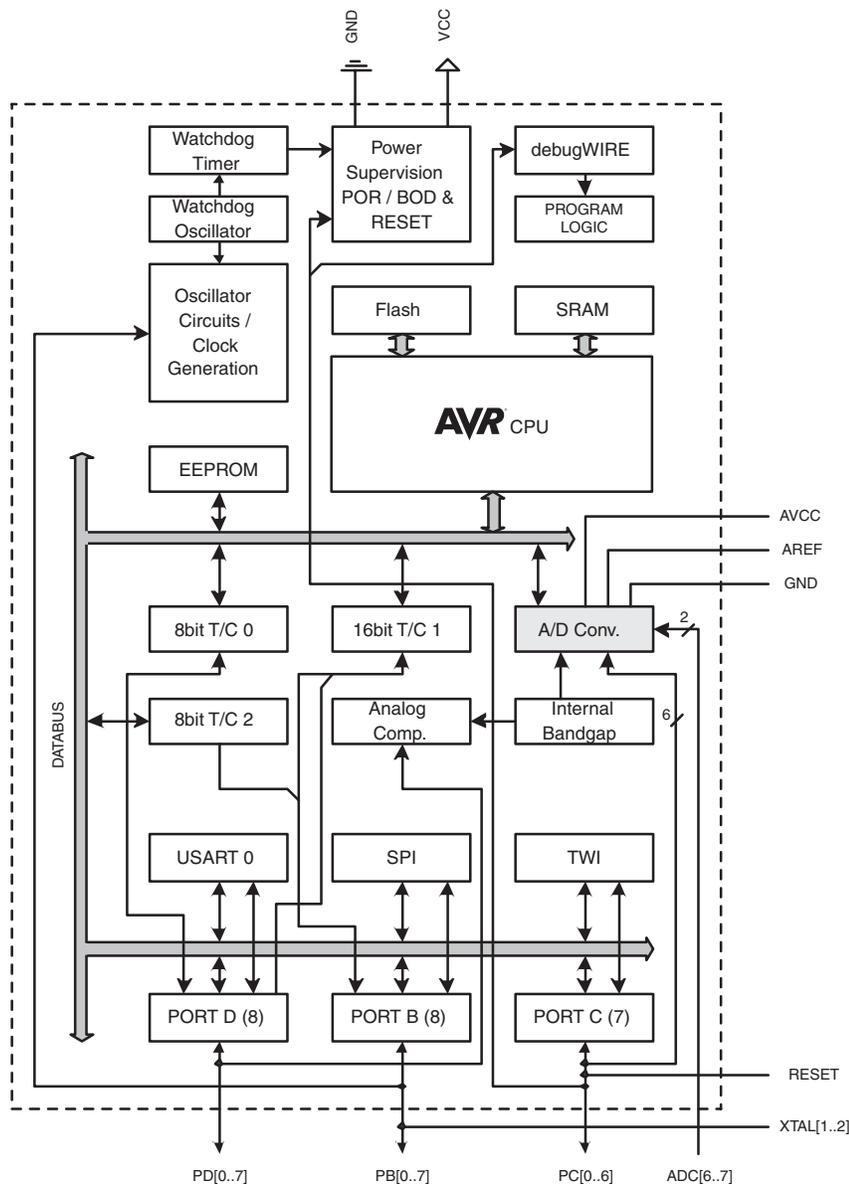 GND
VCC
Watchdog
Timer
Power
Supervision
POR / BOD &
RESET
debugWIRE
Watchdog
Oscillator
PROGRAM
LOGIC
Oscillator
Circuits /
Clock
Generation
Flash
SRAM
AVR CPU
EEPROM
AVCC
AREF
GND
8bit T/C 0
16bit T/C 1
A/D Conv.
2
DATABUS
8bit T/C 2
Analog
Comp.
Internal
Bandgap
6
USART 0
SPI
TWI
PORT D (8)
PORT B (8)
PORT C (7)
RESET
XTAL[1..2]
PD[0..7]
PB[0..7]
PC[0..6]
ADC[6..7]